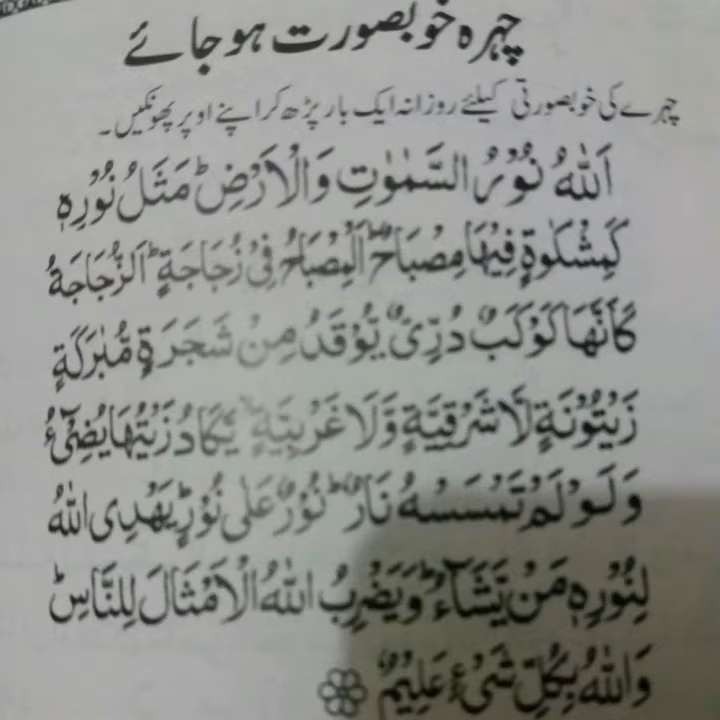 چہرہ خوبصورت ہو جائے
چہرے کی خوبصورتی کیلئے روزانہ ایک بار پڑھ کر اپنے اوپر پھونکیں۔
اَللّٰهُ نُوْرُ السَّمٰوٰتِ وَالْاَرْضِ ؕ مَثَلُ نُوْرِهٖ
كَمِشْكٰوةٍ فِيْهَا مِصْبَاحٌ ؕ اَلْمِصْبَاحُ فِيْ زُجَاجَةٍ ؕ اَلزُّجَاجَةُ
كَاَنَّهَا كَوْكَبٌ دُرِّيٌّ يُّوْقَدُ مِنْ شَجَرَةٍ مُّبٰرَكَةٍ
زَيْتُوْنَةٍ لَّا شَرْقِيَّةٍ وَّلَا غَرْبِيَّةٍ ۙ يَّكَادُ زَيْتُهَا يُضِيْٓءُ
وَلَوْ لَمْ تَمْسَسْهُ نَارٌ ؕ نُوْرٌ عَلٰى نُوْرٍ ؕ يَهْدِى اللّٰهُ
لِنُوْرِهٖ مَنْ يَّشَآءُ ؕ وَيَضْرِبُ اللّٰهُ الْاَمْثَالَ لِلنَّاسِ ؕ
وَاللّٰهُ بِكُلِّ شَيْءٍ عَلِيْمٌ